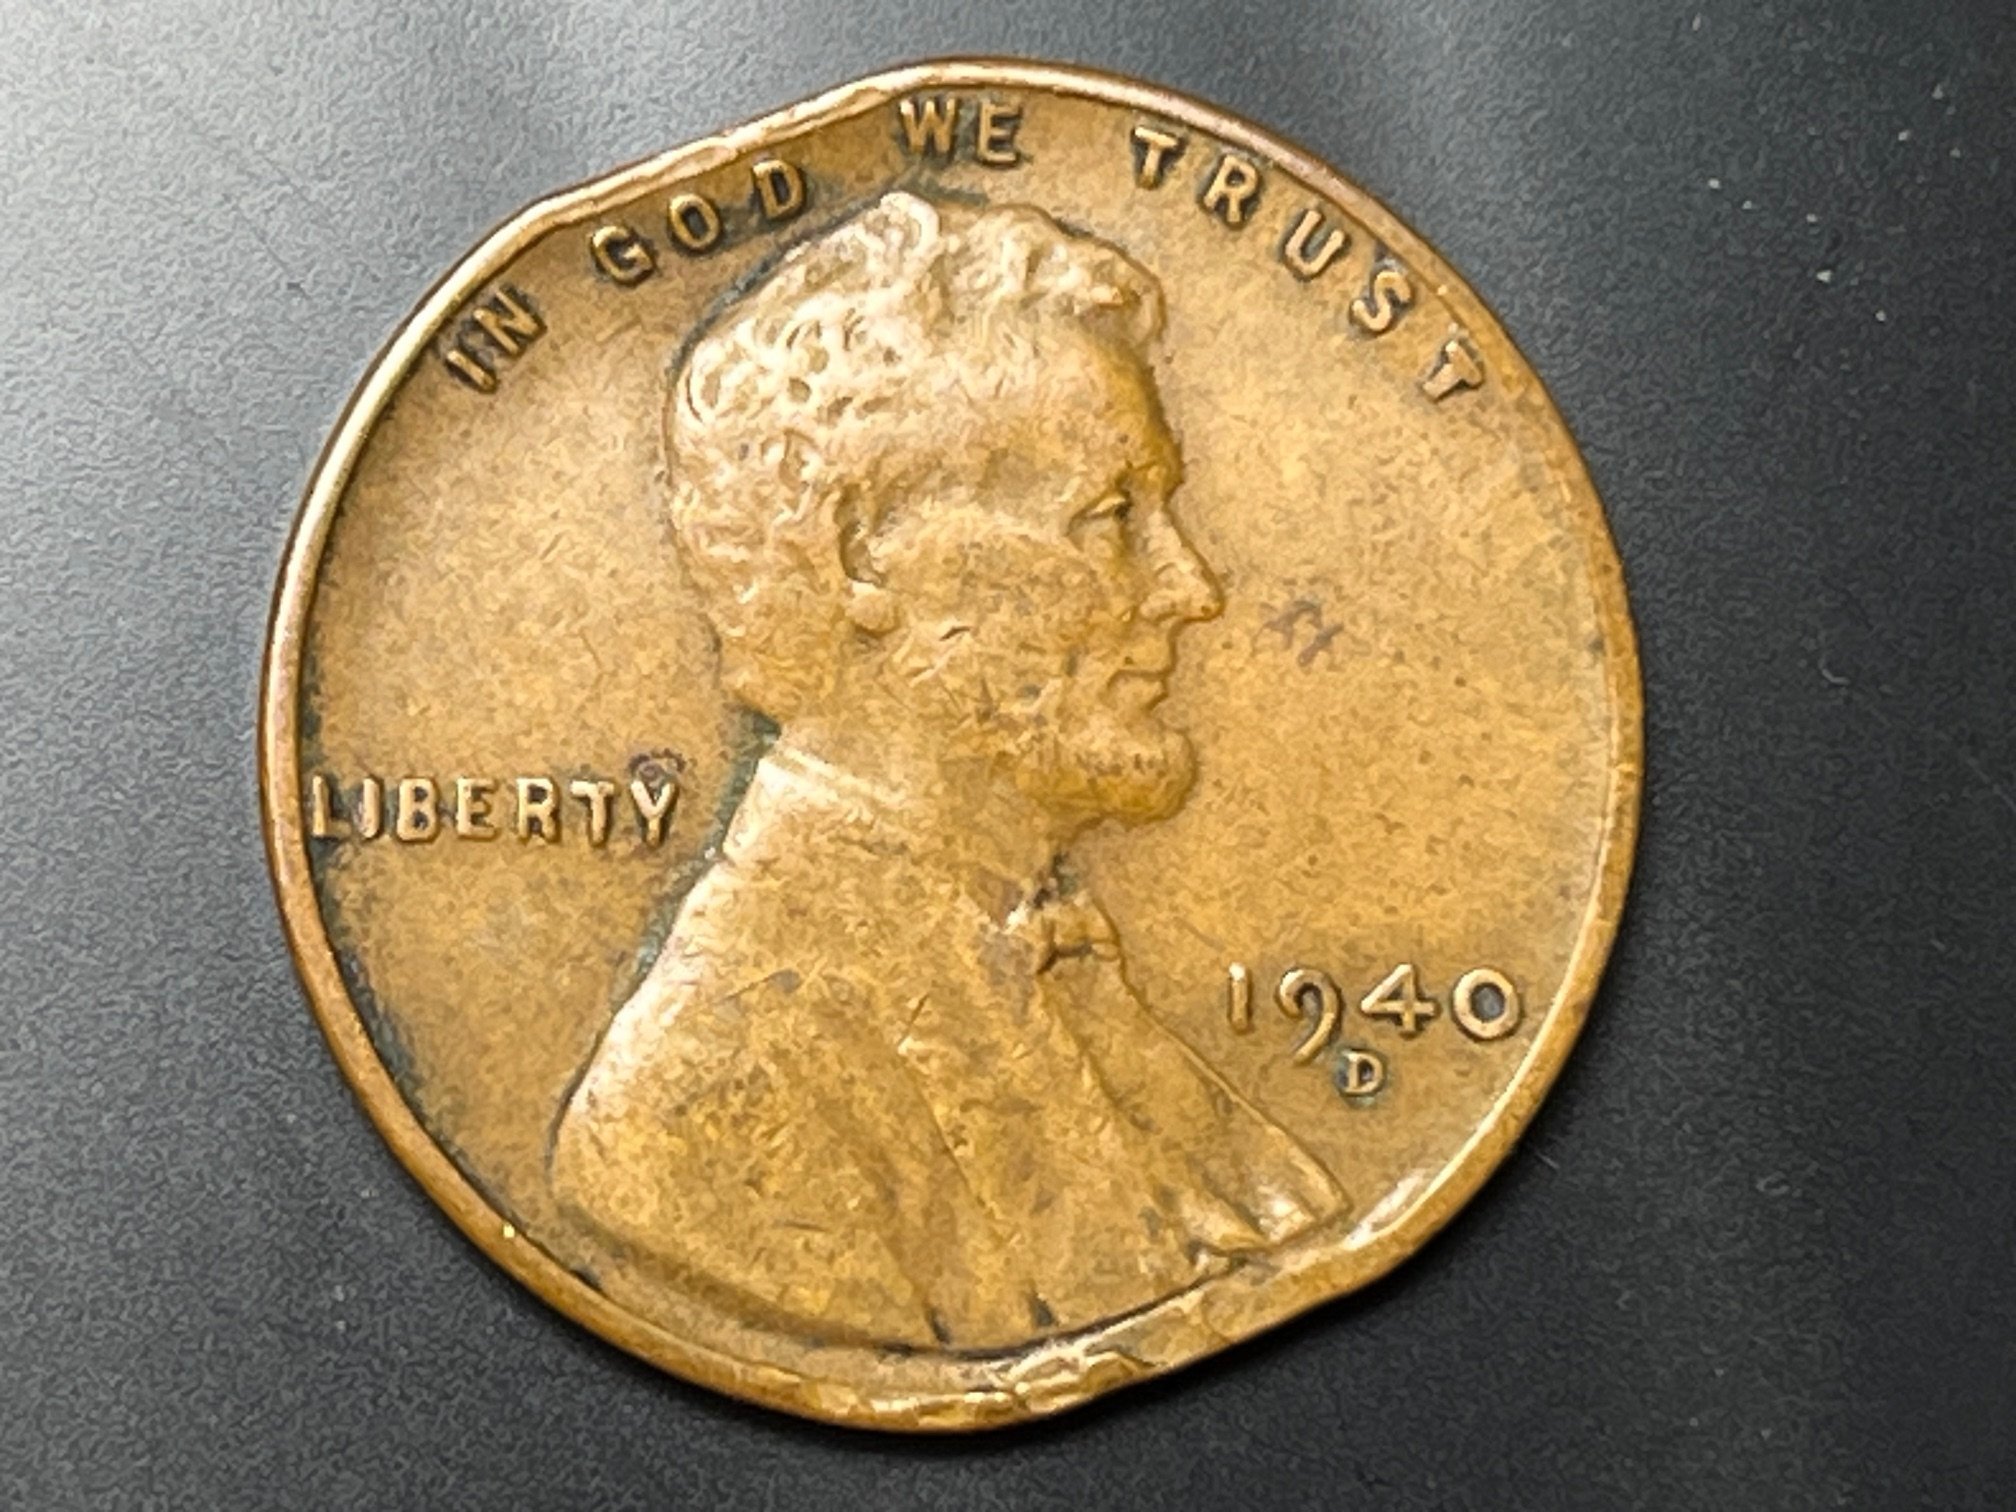 IN GOD WE TRUST
LIBERTY
1940
D